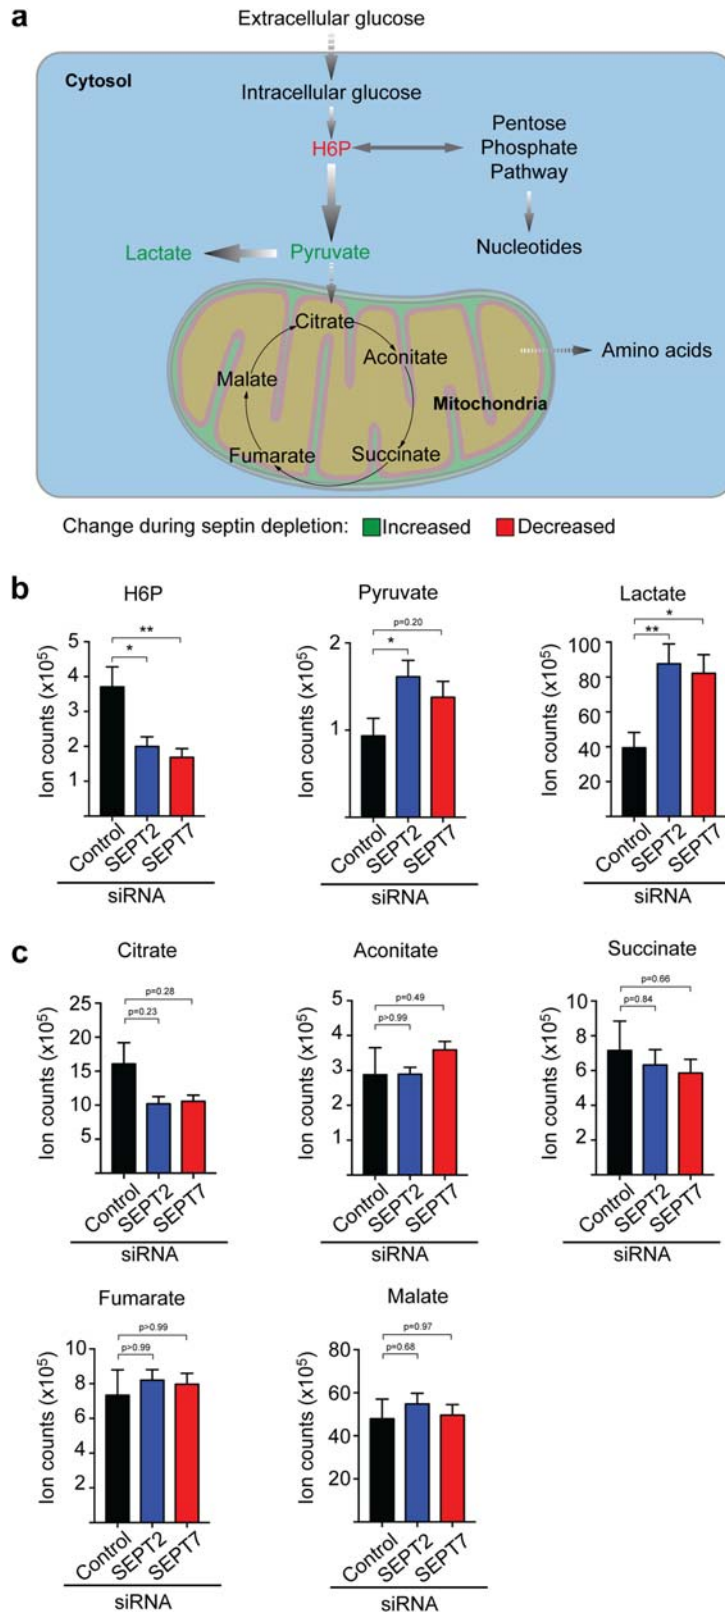 a
Extracellular glucose
Cytosol
Intracellular glucose
H6P
Pentose
Phosphate
Pathway
Lactate
Pyruvate
Nucleotides
Citrate
Aconitate
Amino acids
Malate
Mitochondria
Fumarate
Succinate
Change during septin depletion: Increased Decreased
b
H6P
Ion counts (x10⁵)
5
4
3
2
1
**
*
Control
SEPT2
SEPT7
siRNA
Pyruvate
Ion counts (x10⁵)
2
1
p=0.20
*
Control
SEPT2
SEPT7
siRNA
Lactate
Ion counts (x10⁵)
100
80
60
40
20
*
**
Control
SEPT2
SEPT7
siRNA
c
Citrate
Ion counts (x10⁵)
25
20
15
10
5
p=0.28
p=0.23
Control
SEPT2
SEPT7
siRNA
Aconitate
Ion counts (x10⁵)
5
4
3
2
1
p=0.49
p>0.99
Control
SEPT2
SEPT7
siRNA
Succinate
Ion counts (x10⁵)
10
8
6
4
2
p=0.66
p=0.84
Control
SEPT2
SEPT7
siRNA
Fumarate
Ion counts (x10⁵)
10
8
6
4
2
p>0.99
p>0.99
Control
SEPT2
SEPT7
siRNA
Malate
Ion counts (x10⁵)
80
60
40
20
p=0.97
p=0.68
Control
SEPT2
SEPT7
siRNA